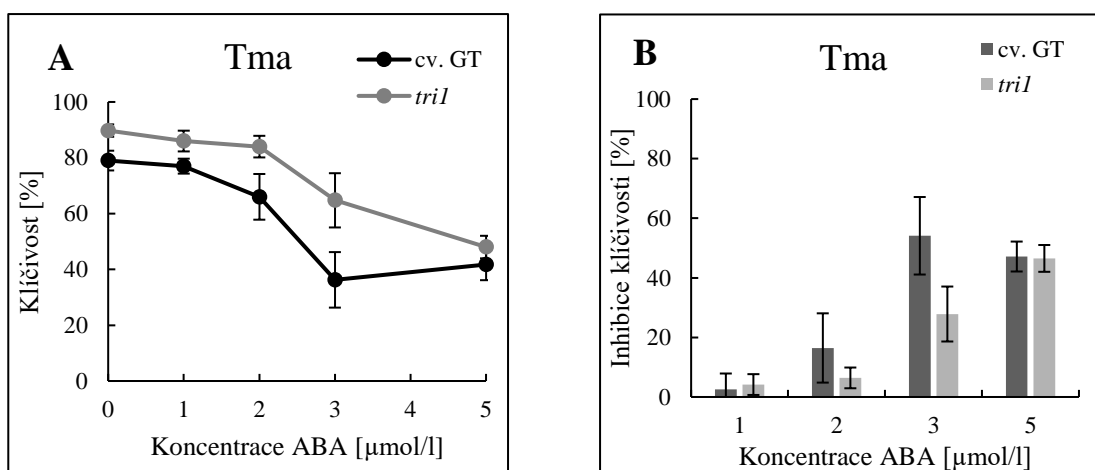 A
Tma
cv. GT
tri1
Klíčivost [%]
100
80
60
40
20
0
0 1 2 3 5
Koncentrace ABA [µmol/l]
B
Tma
cv. GT
tri1
Inhibice klíčivosti [%]
100
80
60
40
20
0
1 2 3 5
Koncentrace ABA [µmol/l]